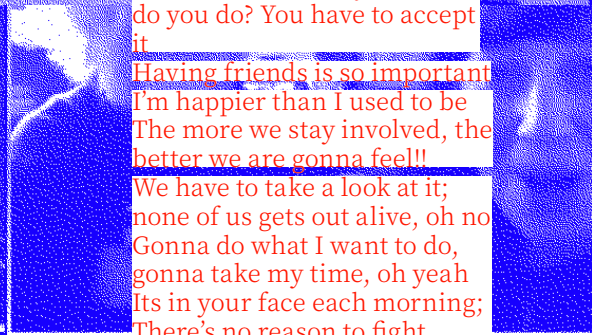 do you do? You have to accept
it
Having friends is so important
I’m happier than I used to be
The more we stay involved, the
better we are gonna feel!!
We have to take a look at it;
none of us gets out alive, oh no
Gonna do what I want to do,
gonna take my time, oh yeah
Its in your face each morning;
There’s no reason to fight